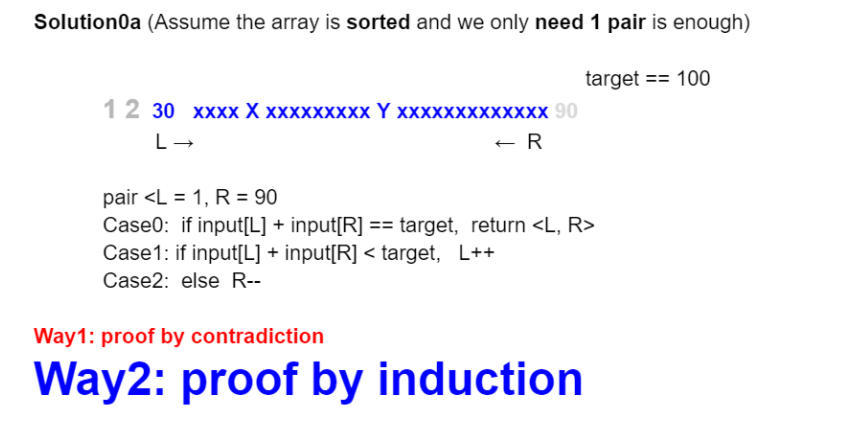 Solution0a (Assume the array is sorted and we only need 1 pair is enough)
target == 100
1 2 30 xxxx X xxxxxxxxx Y xxxxxxxxxxxxx 90
L → ← R
pair <L = 1, R = 90
Case0: if input[L] + input[R] == target, return <L, R>
Case1: if input[L] + input[R] < target, L++
Case2: else R--
Way1: proof by contradiction
Way2: proof by induction